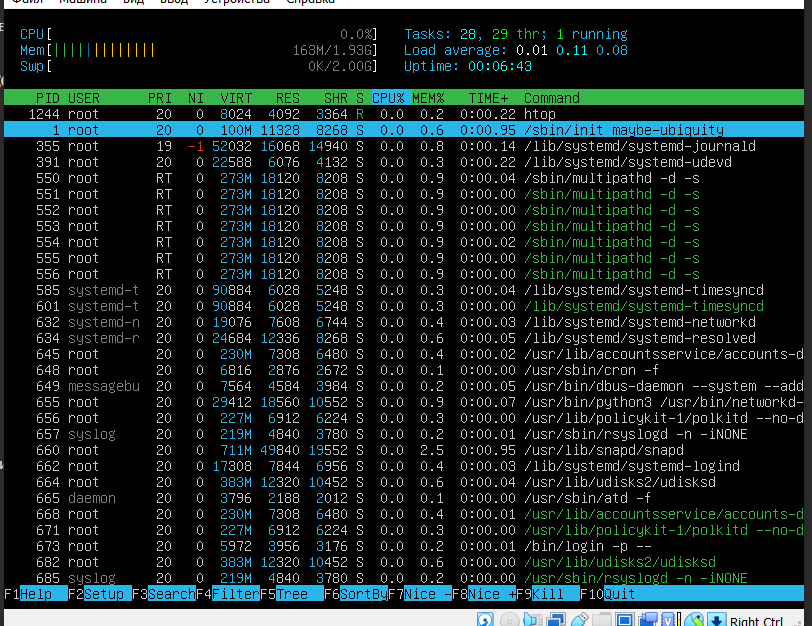 Файл Машина Вид Ввод Устройства Справка
CPU[ 0.0%] Tasks: 28, 29 thr; 1 running
Mem[||||||||||||| 163M/1.93G] Load average: 0.01 0.11 0.08
Swp[ 0K/2.00G] Uptime: 00:06:43
PID USER PRI NI VIRT RES SHR S CPU% MEM% TIME+ Command
1244 root 20 0 8024 4092 3364 R 0.0 0.2 0:00.22 htop
1 root 20 0 100M 11328 8268 S 0.0 0.6 0:00.95 /sbin/init maybe-ubiquity
355 root 19 -1 52032 16068 14940 S 0.0 0.8 0:00.14 /lib/systemd/systemd-journald
391 root 20 0 22588 6076 4132 S 0.0 0.3 0:00.22 /lib/systemd/systemd-udevd
550 root RT 0 273M 18120 8208 S 0.0 0.9 0:00.04 /sbin/multipathd -d -s
551 root RT 0 273M 18120 8208 S 0.0 0.9 0:00.00 /sbin/multipathd -d -s
552 root RT 0 273M 18120 8208 S 0.0 0.9 0:00.00 /sbin/multipathd -d -s
553 root RT 0 273M 18120 8208 S 0.0 0.9 0:00.00 /sbin/multipathd -d -s
554 root RT 0 273M 18120 8208 S 0.0 0.9 0:00.02 /sbin/multipathd -d -s
555 root RT 0 273M 18120 8208 S 0.0 0.9 0:00.00 /sbin/multipathd -d -s
556 root RT 0 273M 18120 8208 S 0.0 0.9 0:00.00 /sbin/multipathd -d -s
585 systemd-t 20 0 90884 6028 5248 S 0.0 0.3 0:00.04 /lib/systemd/systemd-timesyncd
601 systemd-t 20 0 90884 6028 5248 S 0.0 0.3 0:00.00 /lib/systemd/systemd-timesyncd
632 systemd-n 20 0 19076 7608 6744 S 0.0 0.4 0:00.03 /lib/systemd/systemd-networkd
634 systemd-r 20 0 24684 12336 8268 S 0.0 0.6 0:00.05 /lib/systemd/systemd-resolved
645 root 20 0 230M 7308 6480 S 0.0 0.4 0:00.02 /usr/lib/accountsservice/accounts-d
648 root 20 0 6816 2876 2672 S 0.0 0.1 0:00.00 /usr/sbin/cron -f
649 messagebu 20 0 7564 4584 3984 S 0.0 0.2 0:00.05 /usr/bin/dbus-daemon --system --add
655 root 20 0 29412 18560 10552 S 0.0 0.9 0:00.07 /usr/bin/python3 /usr/bin/networkd-
656 root 20 0 227M 6912 6224 S 0.0 0.3 0:00.00 /usr/lib/policykit-1/polkitd --no-d
657 syslog 20 0 219M 4840 3780 S 0.0 0.2 0:00.01 /usr/sbin/rsyslogd -n -iNONE
660 root 20 0 711M 49840 19552 S 0.0 2.5 0:00.95 /usr/lib/snapd/snapd
662 root 20 0 17308 7844 6956 S 0.0 0.4 0:00.03 /lib/systemd/systemd-logind
664 root 20 0 383M 12320 10452 S 0.0 0.6 0:00.04 /usr/lib/udisks2/udisksd
665 daemon 20 0 3796 2188 2012 S 0.0 0.1 0:00.00 /usr/sbin/atd -f
668 root 20 0 230M 7308 6480 S 0.0 0.4 0:00.01 /usr/lib/accountsservice/accounts-d
671 root 20 0 227M 6912 6224 S 0.0 0.3 0:00.00 /usr/lib/policykit-1/polkitd --no-d
673 root 20 0 5972 3956 3176 S 0.0 0.2 0:00.01 /bin/login -p --
682 root 20 0 383M 12320 10452 S 0.0 0.6 0:00.00 /usr/lib/udisks2/udisksd
685 syslog 20 0 219M 4840 3780 S 0.0 0.2 0:00.00 /usr/sbin/rsyslogd -n -iNONE
F1Help F2Setup F3SearchF4FilterF5Tree F6SortByF7Nice -F8Nice +F9Kill F10Quit
Right Ctrl